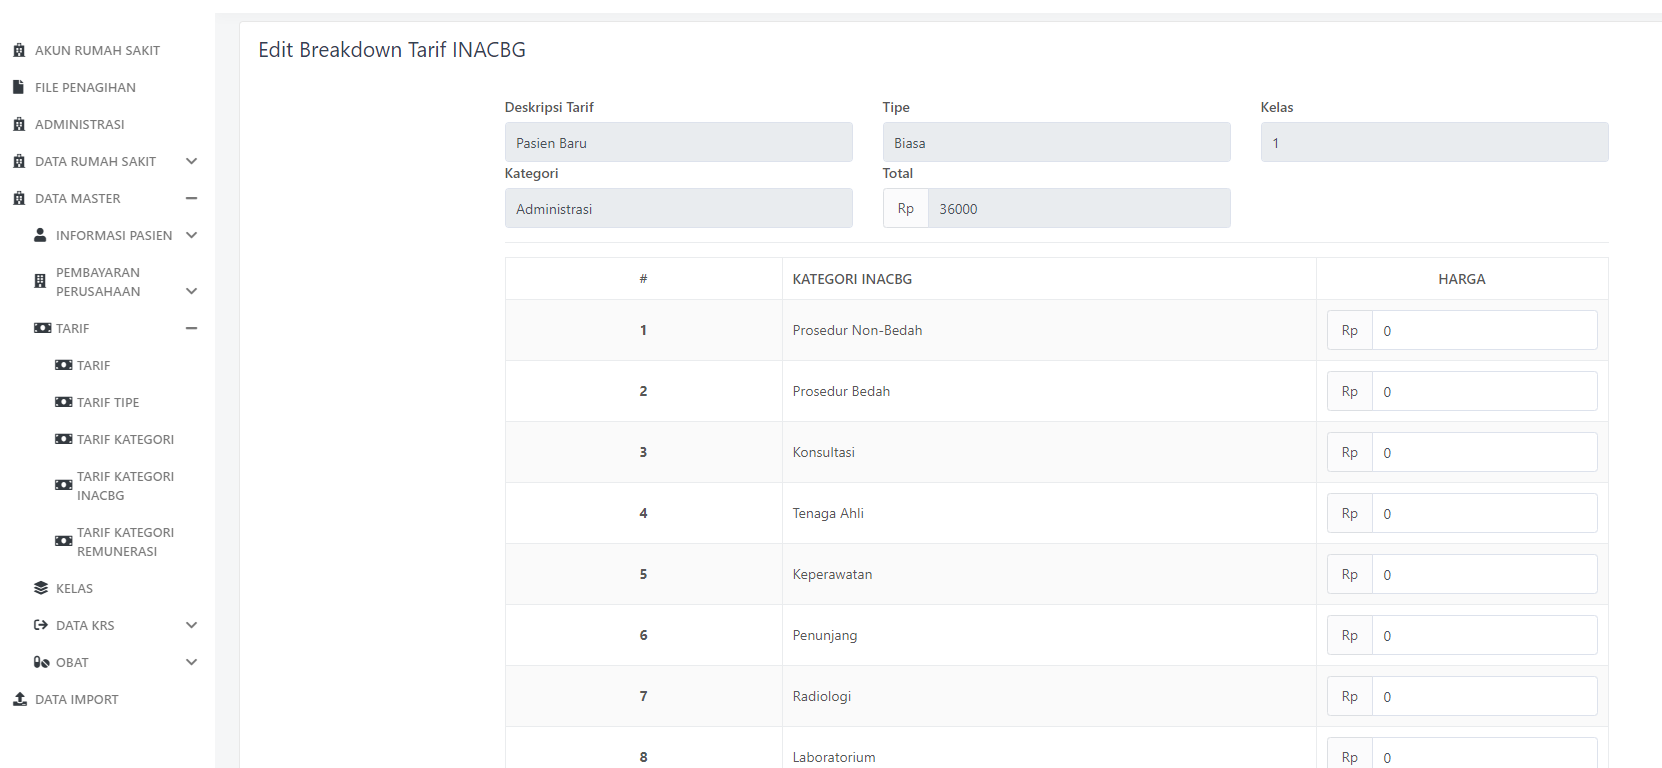 AKUN RUMAH SAKIT
FILE PENAGIHAN
ADMINISTRASI
DATA RUMAH SAKIT
DATA MASTER
INFORMASI PASIEN
PEMBAYARAN
PERUSAHAAN
TARIF
TARIF
TARIF TIPE
TARIF KATEGORI
TARIF KATEGORI
INACBG
TARIF KATEGORI
REMUNERASI
KELAS
DATA KRS
OBAT
DATA IMPORT
Edit Breakdown Tarif INACBG
Deskripsi Tarif Tipe Kelas
Pasien Baru Biasa 1
Kategori Total
Administrasi Rp 36000
# KATEGORI INACBG HARGA
1 Prosedur Non-Bedah Rp 0
2 Prosedur Bedah Rp 0
3 Konsultasi Rp 0
4 Tenaga Ahli Rp 0
5 Keperawatan Rp 0
6 Penunjang Rp 0
7 Radiologi Rp 0
8 Laboratorium Rp 0